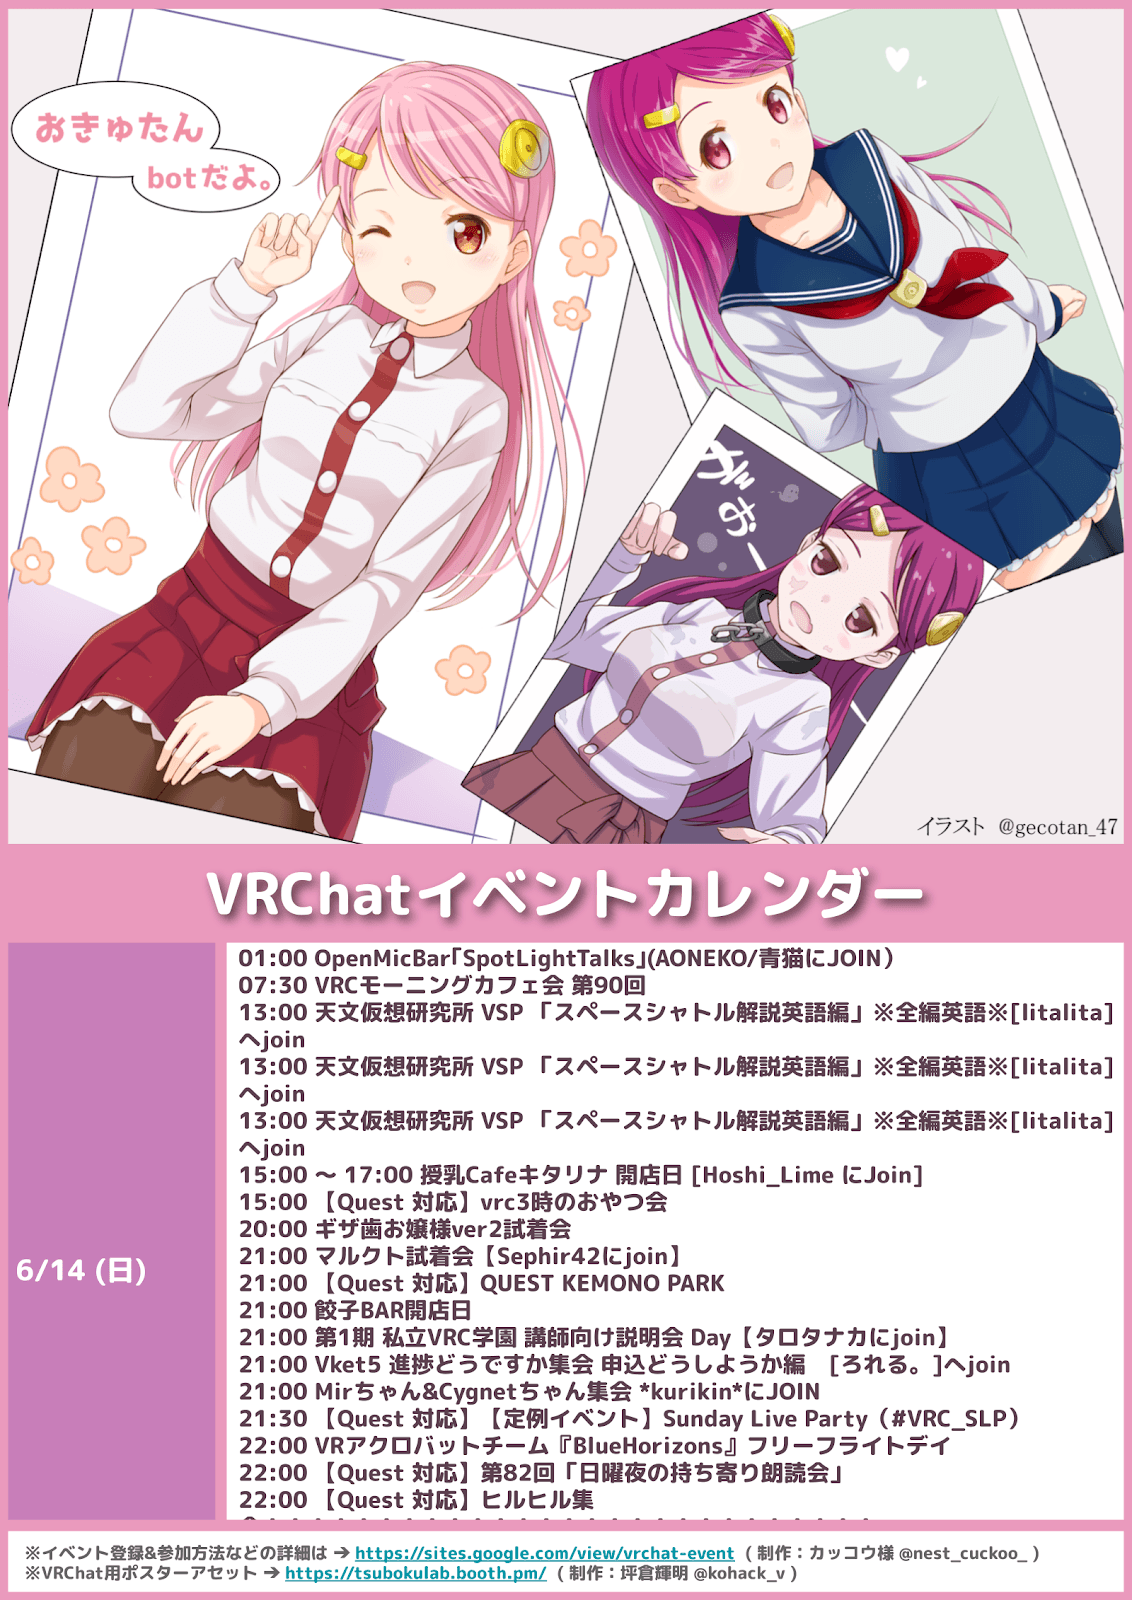 おきゅたん
botだよ。
がおー
イラスト @gecotan_47
VRChatイベントカレンダー
6/14 (日)
01:00 OpenMicBar｢SpotLightTalks｣(AONEKO/青猫にJOIN）
07:30 VRCモーニングカフェ会 第90回
13:00 天文仮想研究所 VSP 「スペースシャトル解説英語編」※全編英語※[litalita]
へjoin
13:00 天文仮想研究所 VSP 「スペースシャトル解説英語編」※全編英語※[litalita]
へjoin
13:00 天文仮想研究所 VSP 「スペースシャトル解説英語編」※全編英語※[litalita]
へjoin
15:00 〜 17:00 授乳Cafeキタリナ 開店日 [Hoshi_Lime にJoin]
15:00 【Quest 対応】vrc3時のおやつ会
20:00 ギザ歯お嬢様ver2試着会
21:00 マルクト試着会【Sephir42にjoin】
21:00 【Quest 対応】QUEST KEMONO PARK
21:00 餃子BAR開店日
21:00 第1期 私立VRC学園 講師向け説明会 Day【タロタナカにjoin】
21:00 Vket5 進捗どうですか集会 申込どうしようか編　[ろれる。]へjoin
21:00 Mirちゃん&Cygnetちゃん集会 *kurikin*にJOIN
21:30 【Quest 対応】【定例イベント】Sunday Live Party（#VRC_SLP）
22:00 VRアクロバットチーム『BlueHorizons』フリーフライトデイ
22:00 【Quest 対応】第82回「日曜夜の持ち寄り朗読会」
22:00 【Quest 対応】ヒルヒル集
※イベント登録&参加方法などの詳細は ➔ https://sites.google.com/view/vrchat-event （ 制作：カッコウ様 @nest_cuckoo_ ）
※VRChat用ポスターアセット ➔ https://tsubokulab.booth.pm/ （ 制作：坪倉輝明 @kohack_v ）